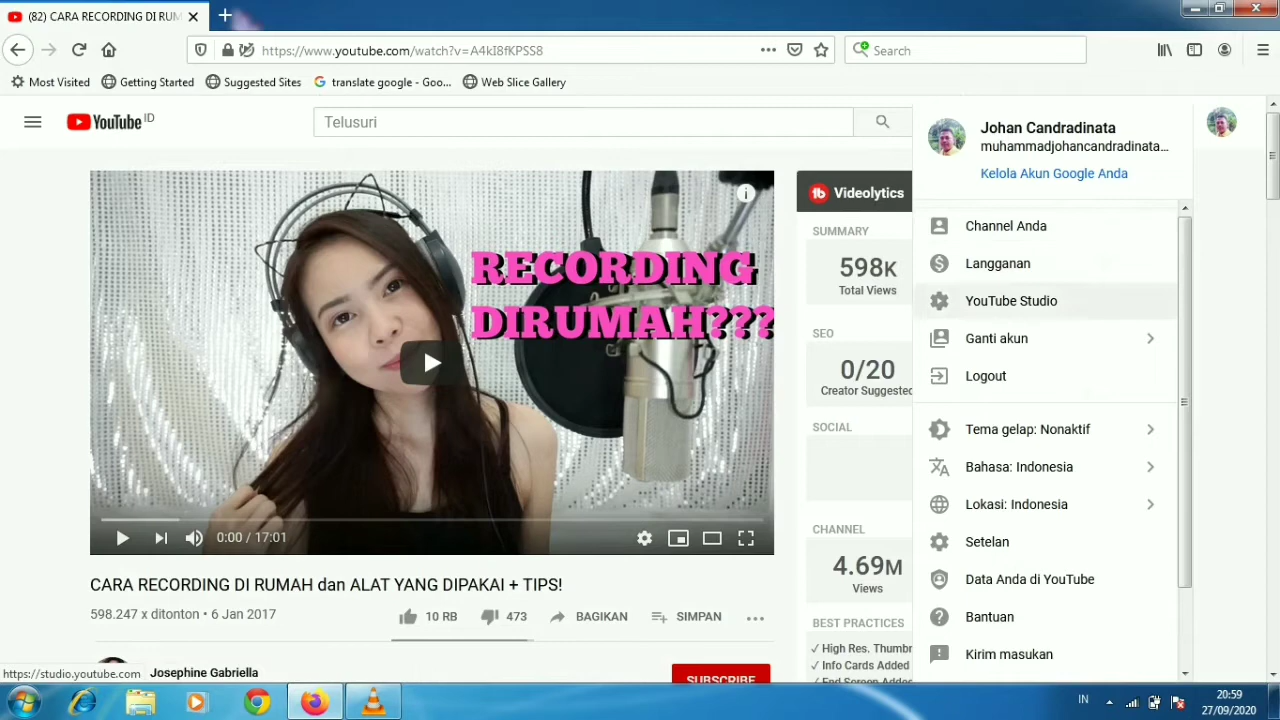 (82) CARA RECORDING DI RUM
https://www.youtube.com/watch?v=A4kI8fKPSS8
Search
Most Visited
Getting Started
Suggested Sites
translate google - Goo...
Web Slice Gallery
YouTube ID
Telusuri
Johan Candradinata
muhammadjohancandradinata...
Kelola Akun Google Anda
RECORDING
DIRUMAH???
Videolytics
SUMMARY
598K
Total Views
SEO
0/20
Creator Suggested
SOCIAL
CHANNEL
4.69M
Views
BEST PRACTICES
✓ High Res. Thumbn
✓ Info Cards Added
✓ End Screen Added
Channel Anda
Langganan
YouTube Studio
Ganti akun
Logout
Tema gelap: Nonaktif
Bahasa: Indonesia
Lokasi: Indonesia
Setelan
Data Anda di YouTube
Bantuan
Kirim masukan
0:00 / 17:01
CARA RECORDING DI RUMAH dan ALAT YANG DIPAKAI + TIPS!
598.247 x ditonton • 6 Jan 2017
10 RB
473
BAGIKAN
SIMPAN
Josephine Gabriella
SUBSCRIBE
https://studio.youtube.com
IN
20:59
27/09/2020